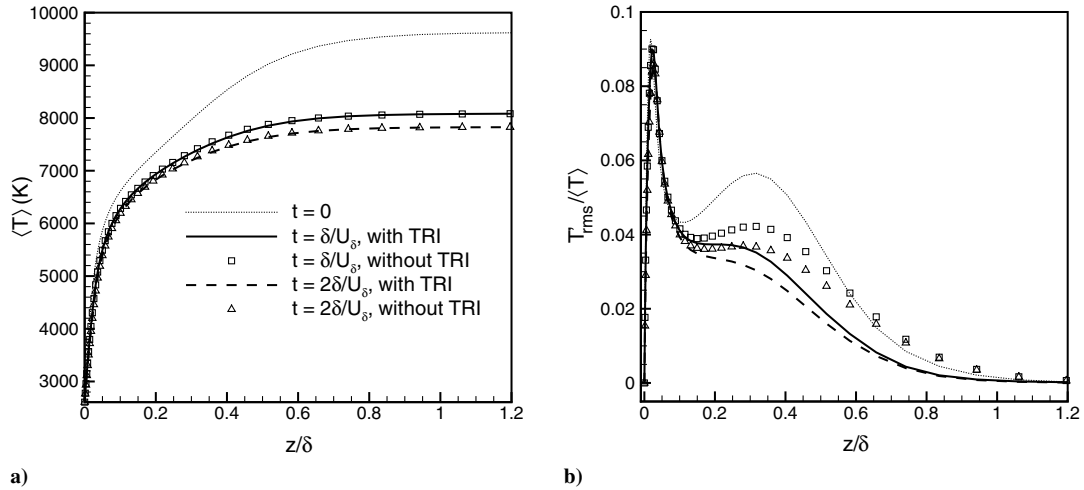 10000
9000
8000
7000
6000
5000
4000
3000
⟨T⟩ (K)
t = 0
t = δ/U_δ, with TRI
t = δ/U_δ, without TRI
t = 2δ/U_δ, with TRI
t = 2δ/U_δ, without TRI
0 0.2 0.4 0.6 0.8 1 1.2
z/δ
a)
0.1
0.08
0.06
0.04
0.02
0
T'rms/⟨T⟩
0 0.2 0.4 0.6 0.8 1 1.2
z/δ
b)